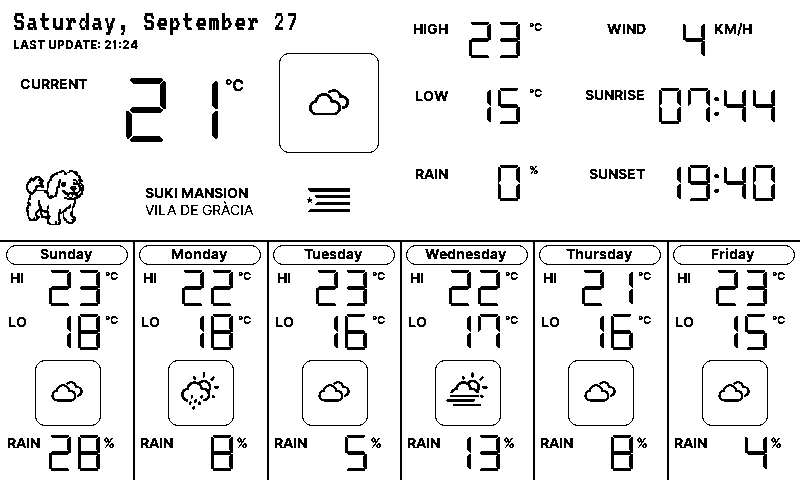 Saturday, September 27
LAST UPDATE: 21:24
CURRENT 21 °C
SUKI MANSION
VILA DE GRÀCIA
HIGH 23 °C WIND 4 KM/H
LOW 15 °C SUNRISE 07:44
RAIN 0 % SUNSET 19:40
Sunday
HI 23 °C
LO 18 °C
RAIN 28 %
Monday
HI 22 °C
LO 18 °C
RAIN 8 %
Tuesday
HI 23 °C
LO 16 °C
RAIN 5 %
Wednesday
HI 22 °C
LO 17 °C
RAIN 13 %
Thursday
HI 21 °C
LO 16 °C
RAIN 8 %
Friday
HI 23 °C
LO 15 °C
RAIN 4 %